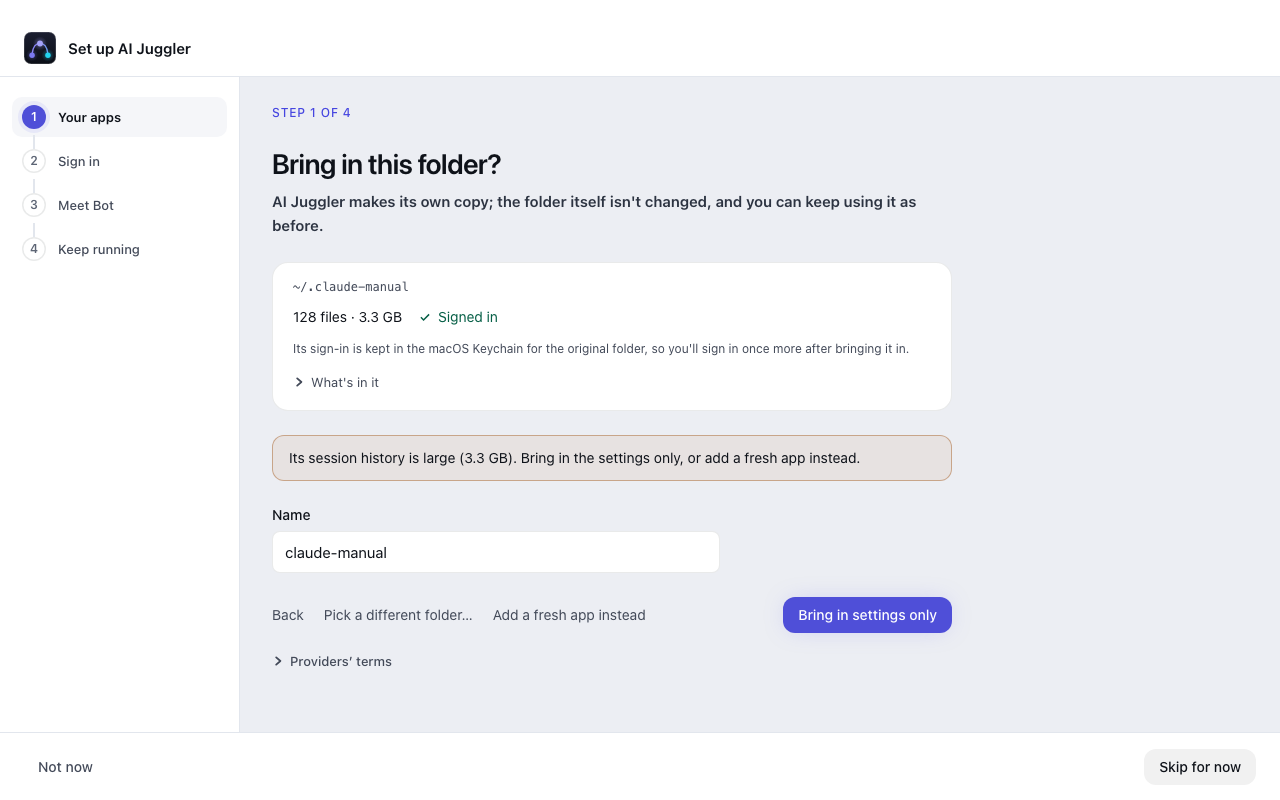 Set up AI Juggler
1 Your apps
2 Sign in
3 Meet Bot
4 Keep running
STEP 1 OF 4
Bring in this folder?
AI Juggler makes its own copy; the folder itself isn't changed, and you can keep using it as
before.
~/.claude-manual
128 files · 3.3 GB ✓ Signed in
Its sign-in is kept in the macOS Keychain for the original folder, so you'll sign in once more after bringing it in.
What's in it
Its session history is large (3.3 GB). Bring in the settings only, or add a fresh app instead.
Name
claude-manual
Back Pick a different folder... Add a fresh app instead Bring in settings only
Providers’ terms
Not now Skip for now